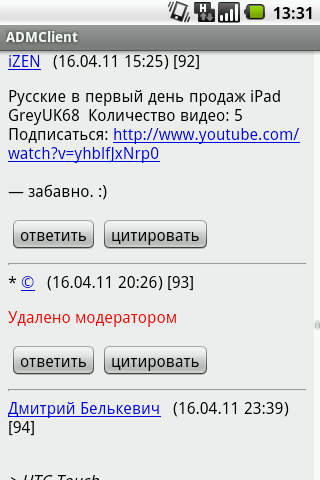 13:31
ADMClient
iZEN (16.04.11 15:25) [92]
Русские в первый день продаж iPad
GreyUK68 Количество видео: 5
Подписаться: http://www.youtube.com/
watch?v=yhblfJxNrp0
— забавно. :)
ответить цитировать
* © (16.04.11 20:26) [93]
Удалено модератором
ответить цитировать
Дмитрий Белькевич (16.04.11 23:39)
[94]
> HTC Touch